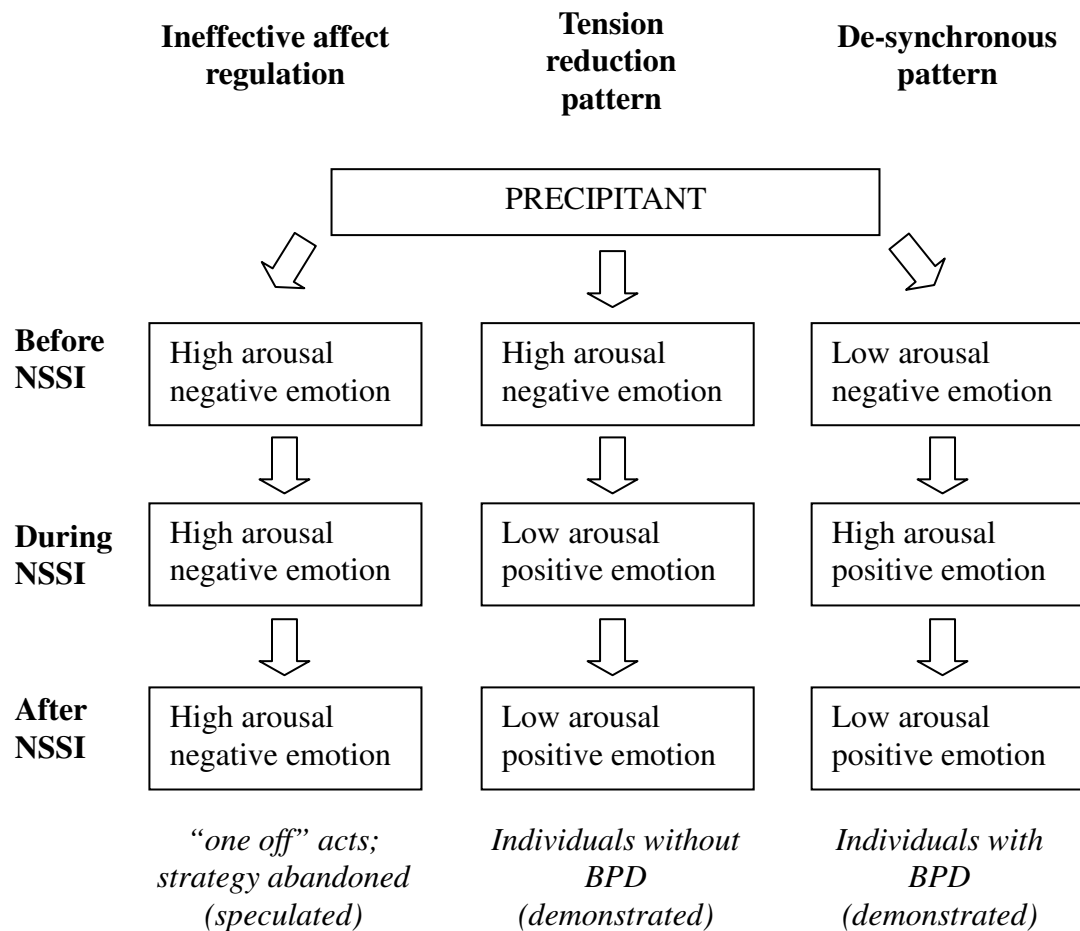 Ineffective affect
regulation
Tension
reduction
pattern
De-synchronous
pattern
PRECIPITANT
Before
NSSI
High arousal
negative emotion
High arousal
negative emotion
Low arousal
negative emotion
During
NSSI
High arousal
negative emotion
Low arousal
positive emotion
High arousal
positive emotion
After
NSSI
High arousal
negative emotion
Low arousal
positive emotion
Low arousal
positive emotion
“one off” acts;
strategy abandoned
(speculated)
Individuals without
BPD
(demonstrated)
Individuals with
BPD
(demonstrated)